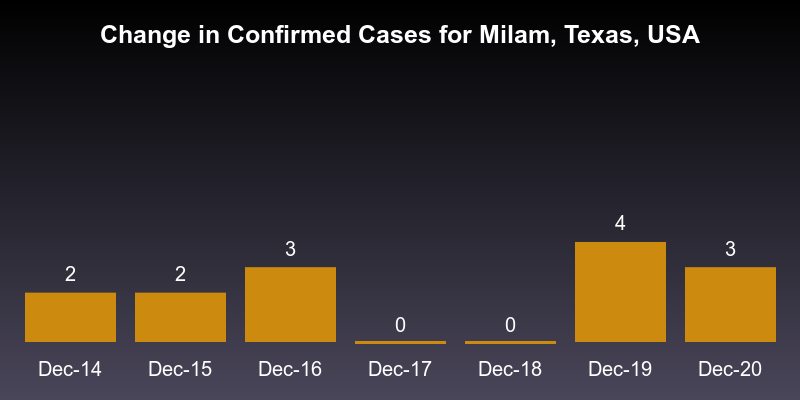 Change in Confirmed Cases for Milam, Texas, USA
4
3
3
2
2
0
0
Dec-14
Dec-15
Dec-16
Dec-17
Dec-18
Dec-19
Dec-20